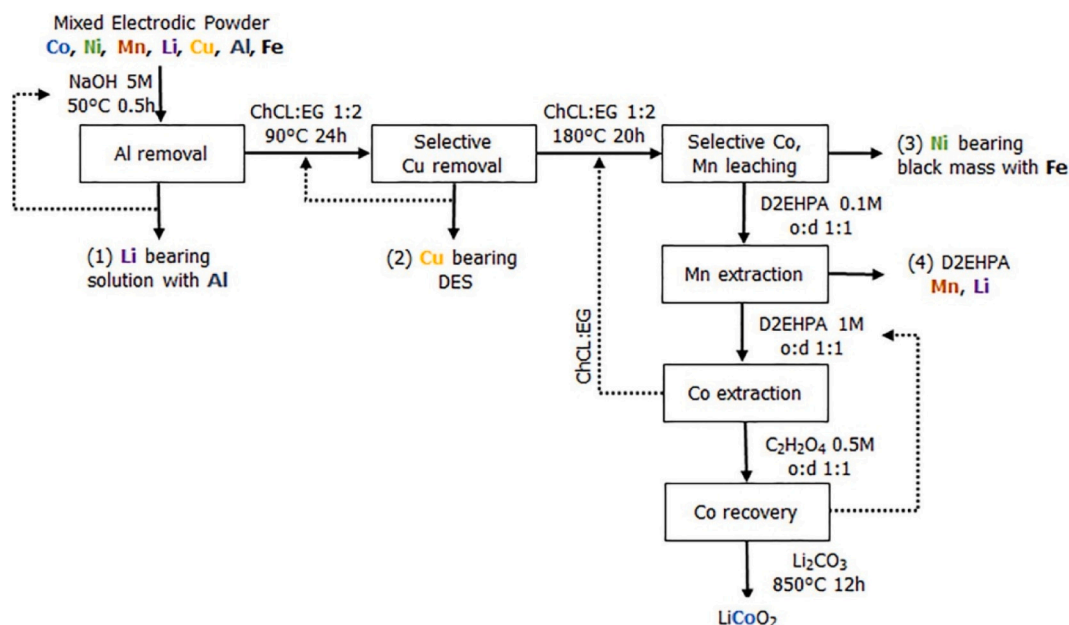 Mixed Electrodic Powder
Co, Ni, Mn, Li, Cu, Al, Fe
NaOH 5M
50ºC 0.5h
Al removal
ChCL:EG 1:2
90ºC 24h
Selective
Cu removal
ChCL:EG 1:2
180ºC 20h
Selective Co,
Mn leaching
(3) Ni bearing
black mass with Fe
(1) Li bearing
solution with Al
(2) Cu bearing
DES
D2EHPA 0.1M
o:d 1:1
Mn extraction
(4) D2EHPA
Mn, Li
D2EHPA 1M
o:d 1:1
ChCL:EG
Co extraction
C₂H₂O₄ 0.5M
o:d 1:1
Co recovery
Li₂CO₃
850ºC 12h
LiCoO₂